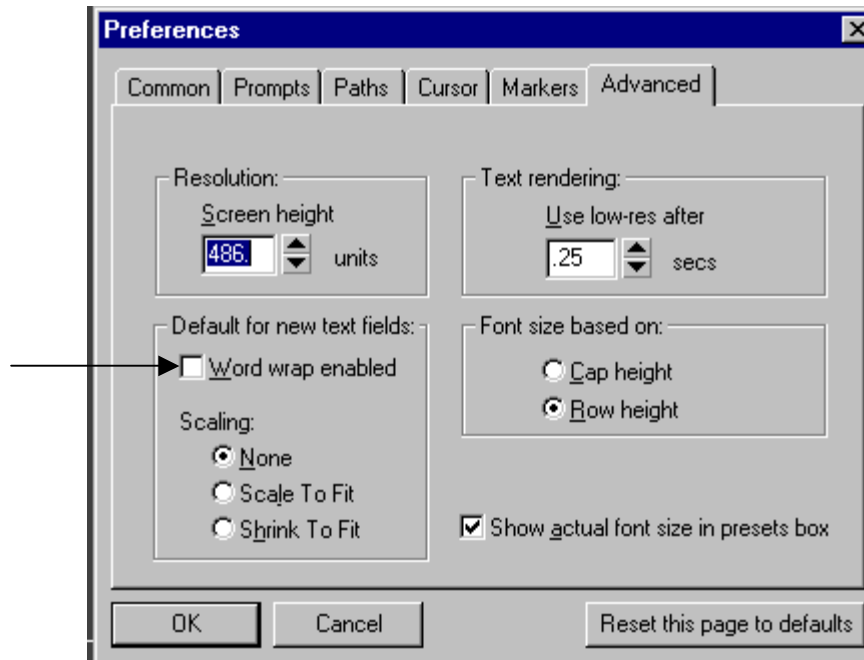 Preferences
Common Prompts Paths Cursor Markers Advanced
Resolution:
Screen height
486. units
Text rendering:
Use low-res after
.25 secs
Default for new text fields:
Word wrap enabled
Scaling:
None
Scale To Fit
Shrink To Fit
Font size based on:
Cap height
Row height
Show actual font size in presets box
OK Cancel Reset this page to defaults